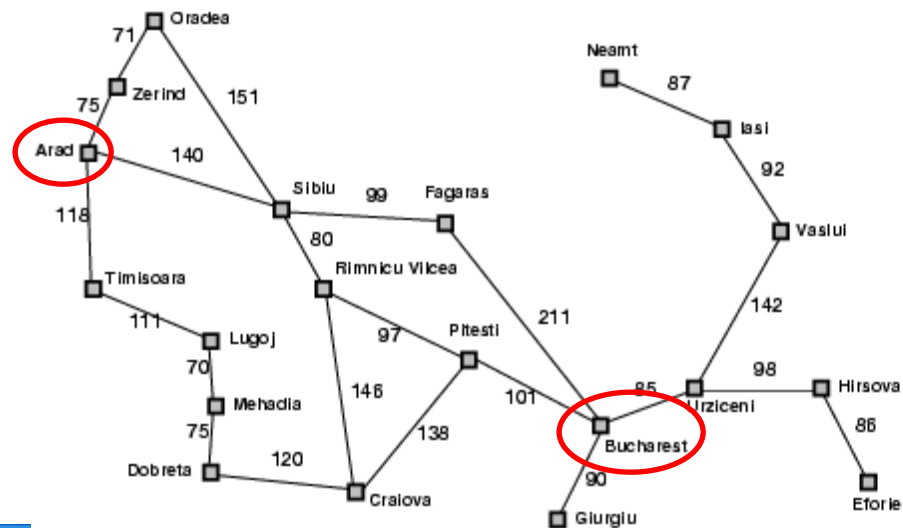 Oradea
71
Neamt
87
Zerind
151
75
Iasi
Arad
140
92
Sibiu
Fagaras
99
118
80
Vaslui
Rimnicu Vilcea
Timisoara
211
142
111
Lugoj
97
Pitesti
70
98
Hirsova
146
101
85
Urziceni
Mehadia
75
138
86
Bucharest
120
Dobreta
90
Craiova
Eforie
Giurgiu